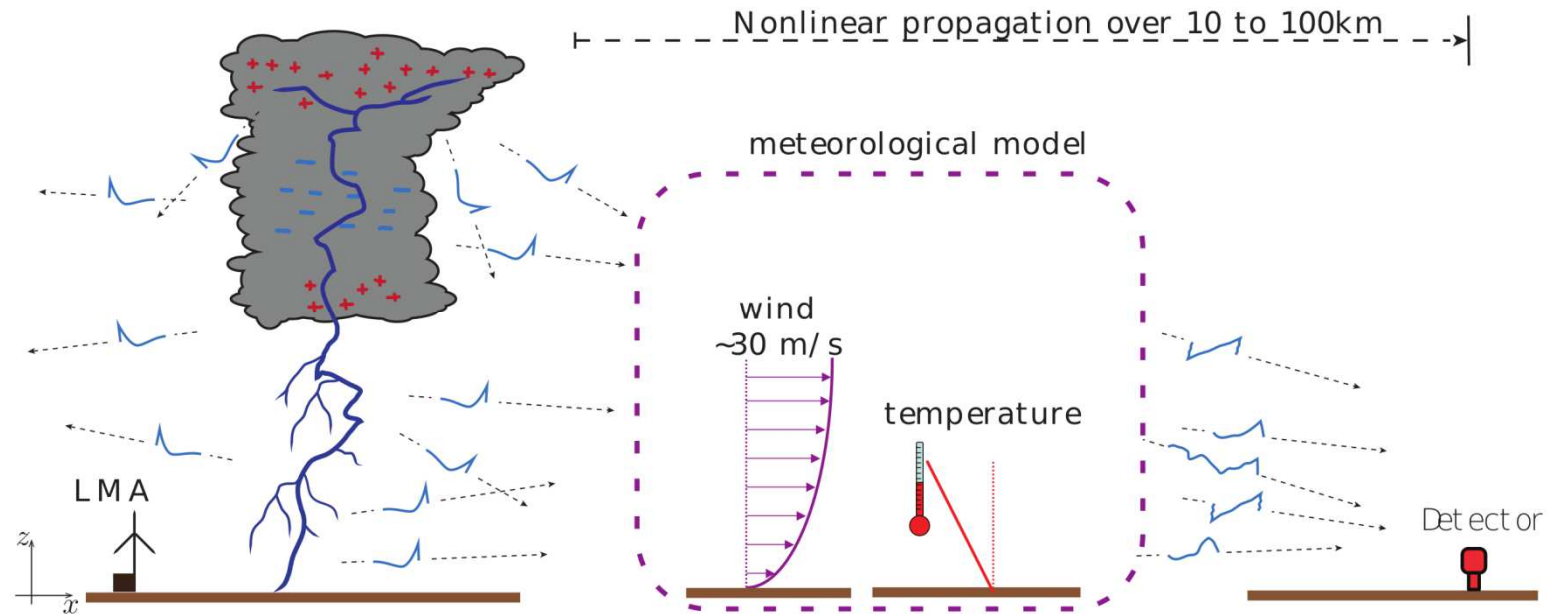 Nonlinear propagation over 10 to 100km
meteorological model
wind
~30 m/s
temperature
LMA
Detector
z
x